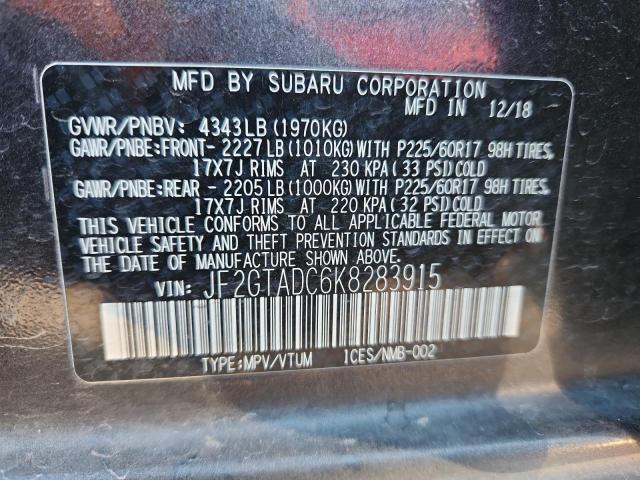 MFD BY SUBARU CORPORATION
MFD IN 12/18
GVWR/PNBV: 4343LB (1970KG)
GAWR/PNBE:FRONT- 2227LB (1010KG) WITH P225/60R17 98H TIRES,
17X7J RIMS AT 230 KPA (33 PSI) COLD
GAWR/PNBE:REAR - 2205LB (1000KG) WITH P225/60R17 98H TIRES,
17X7J RIMS AT 220 KPA (32 PSI) COLD
THIS VEHICLE CONFORMS TO ALL APPLICABLE FEDERAL MOTOR
VEHICLE SAFETY AND THEFT PREVENTION STANDARDS IN EFFECT ON
THE DATE OF MANUFACTURE SHOWN ABOVE.
VIN: JF2GTADC6K8283915
TYPE:MPV/VTUM 1CES/NMB-002